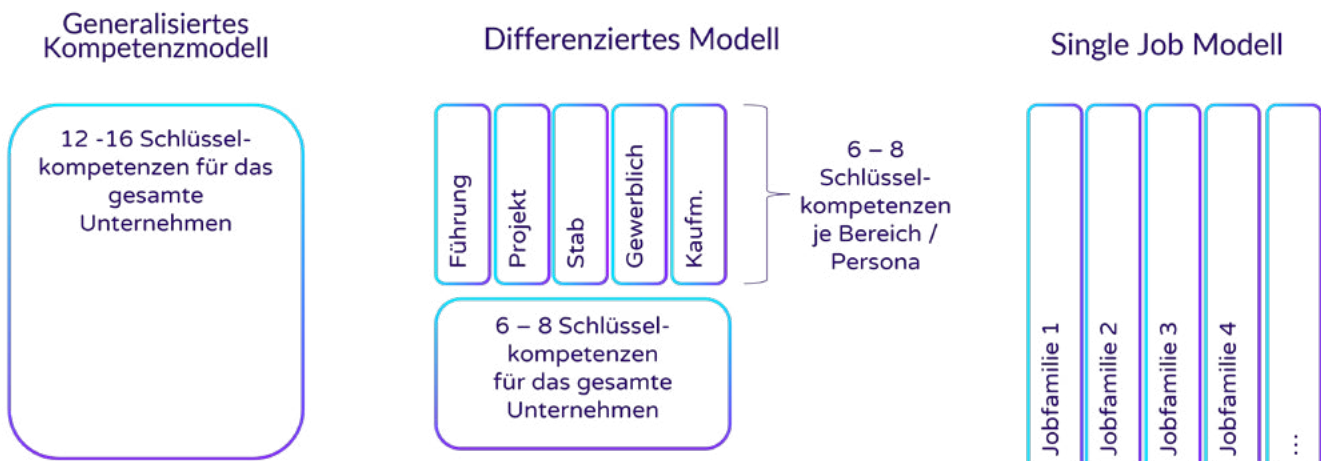 Generalisiertes
Kompetenzmodell
12 -16 Schlüssel-
kompetenzen für das
gesamte
Unternehmen
Differenziertes Modell
Führung
Projekt
Stab
Gewerblich
Kaufm.
6 – 8
Schlüssel-
kompetenzen
je Bereich /
Persona
6 – 8 Schlüssel-
kompetenzen
für das gesamte
Unternehmen
Single Job Modell
Jobfamilie 1
Jobfamilie 2
Jobfamilie 3
Jobfamilie 4
...